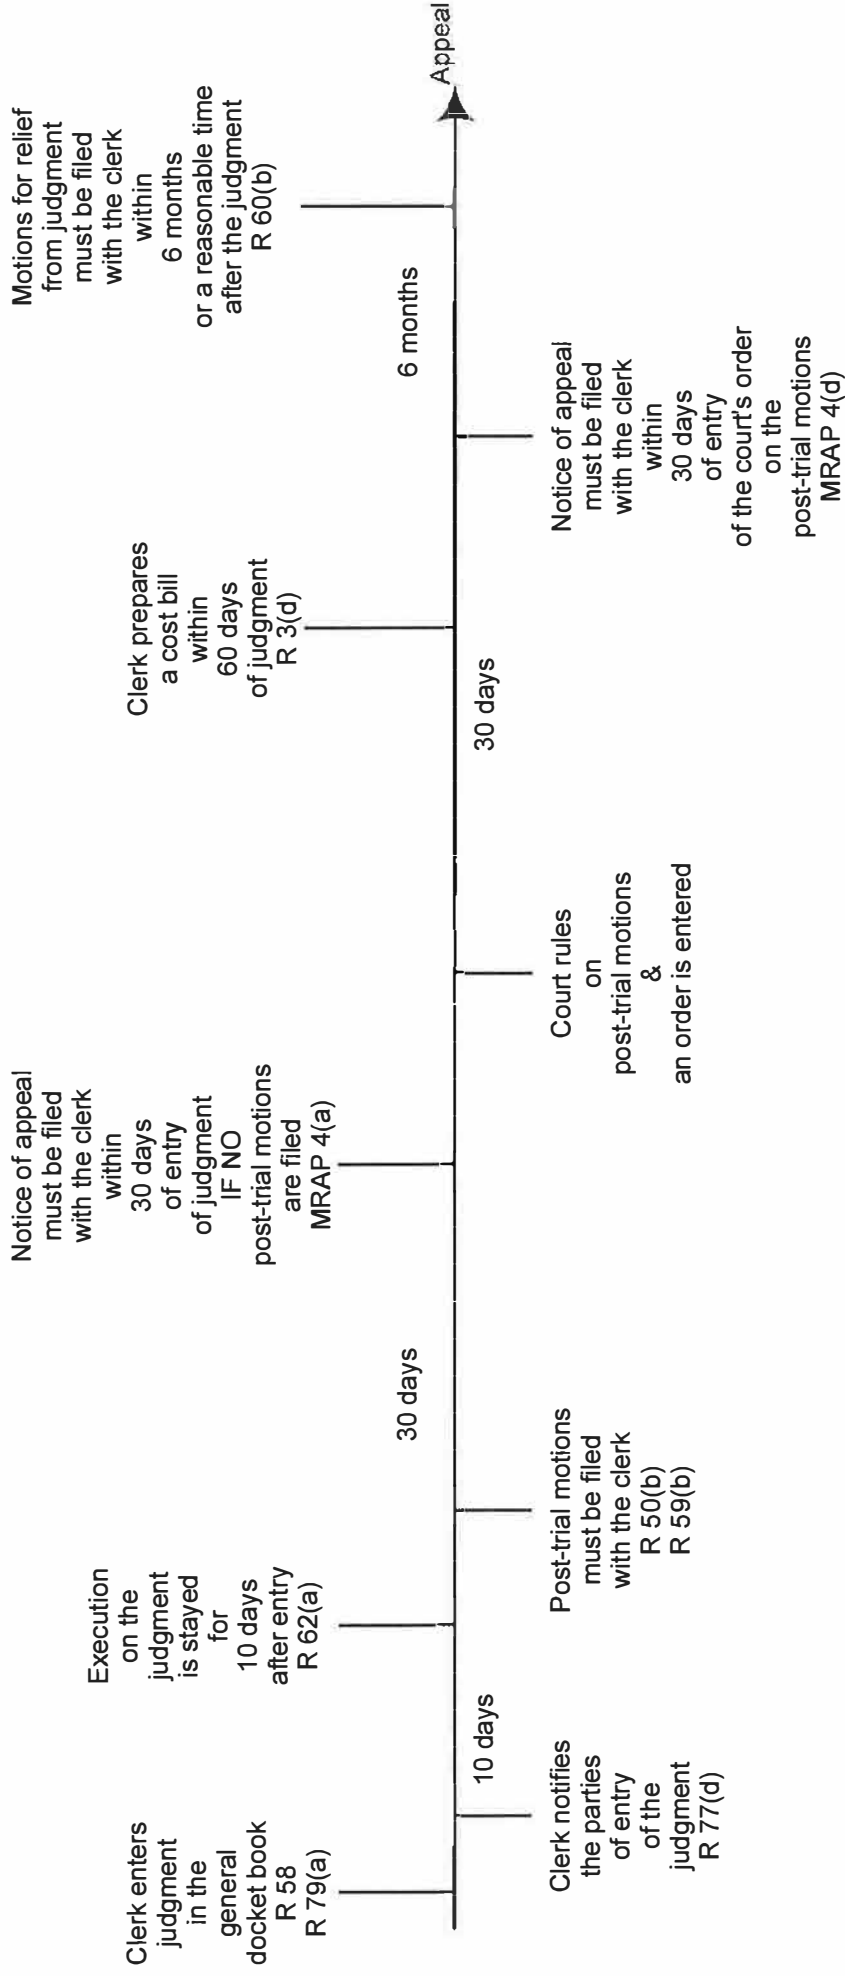 Clerk enters
judgment
in the
general
docket book
R 58
R 79(a)
Clerk notifies
the parties
of entry
of the
judgment
R 77(d)
10 days
Execution
on the
judgment
is stayed
for
10 days
after entry
R 62(a)
Post-trial motions
must be filed
with the clerk
R 50(b)
R 59(b)
30 days
Notice of appeal
must be filed
with the clerk
within
30 days
of entry
of judgment
IF NO
post-trial motions
are filed
MRAP 4(a)
Court rules
on
post-trial motions
&
an order is entered
30 days
Clerk prepares
a cost bill
within
60 days
of judgment
R 3(d)
Notice of appeal
must be filed
with the clerk
within
30 days
of entry
of the court's order
on the
post-trial motions
MRAP 4(d)
6 months
Motions for relief
from judgment
must be filed
with the clerk
within
6 months
or a reasonable time
after the judgment
R 60(b)
Appeal